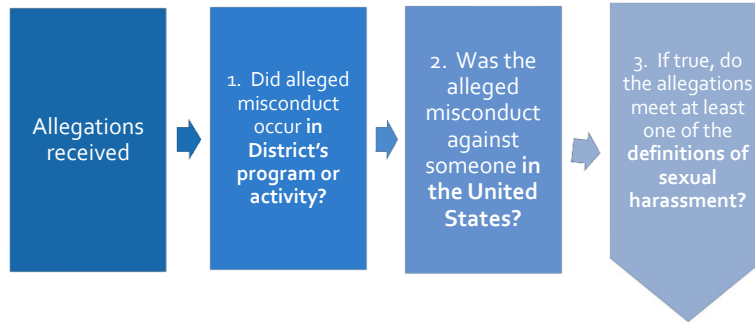 Allegations
received
1. Did alleged
misconduct
occur in
District's
program or
activity?
2. Was the
alleged
misconduct
against
someone in
the United
States?
3. If true, do
the allegations
meet at least
one of the
definitions of
sexual
harassment?